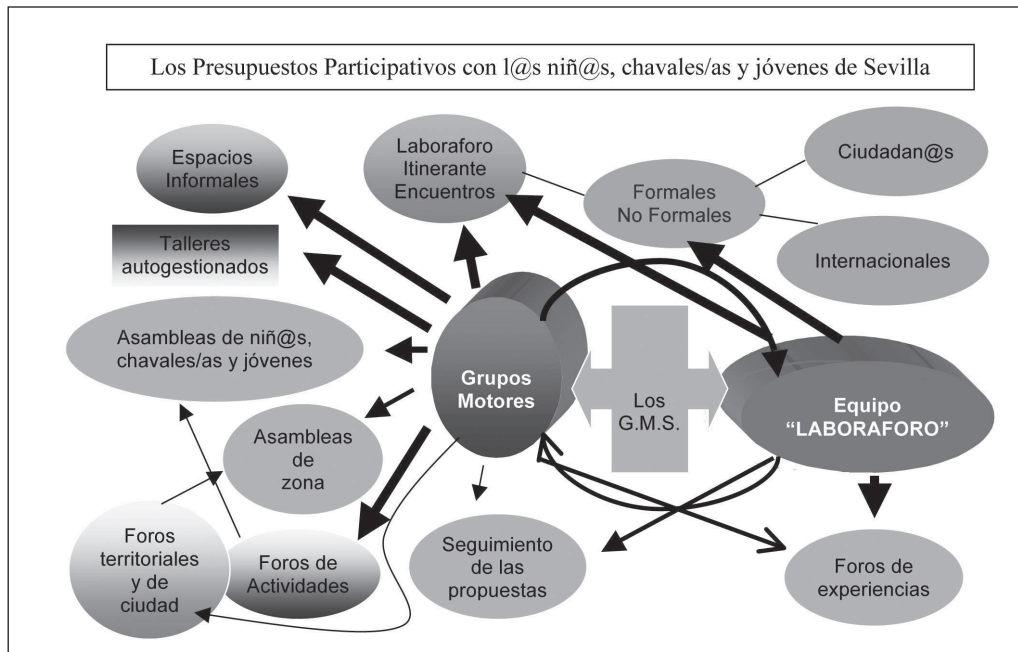 Los Presupuestos Participativos con l@s niñ@s, chavales/as y jóvenes de Sevilla
Espacios
Informales
Laboraforo
Itinerante
Encuentros
Formales
No Formales
Ciudadan@s
Internacionales
Talleres
autogestionados
Asambleas de niñ@s,
chavales/as y jóvenes
Grupos
Motores
Los
G.M.S.
Equipo
“LABORAFORO”
Asambleas
de
zona
Foros
territoriales
y de
ciudad
Foros de
Actividades
Seguimiento
de las
propuestas
Foros de
experiencias